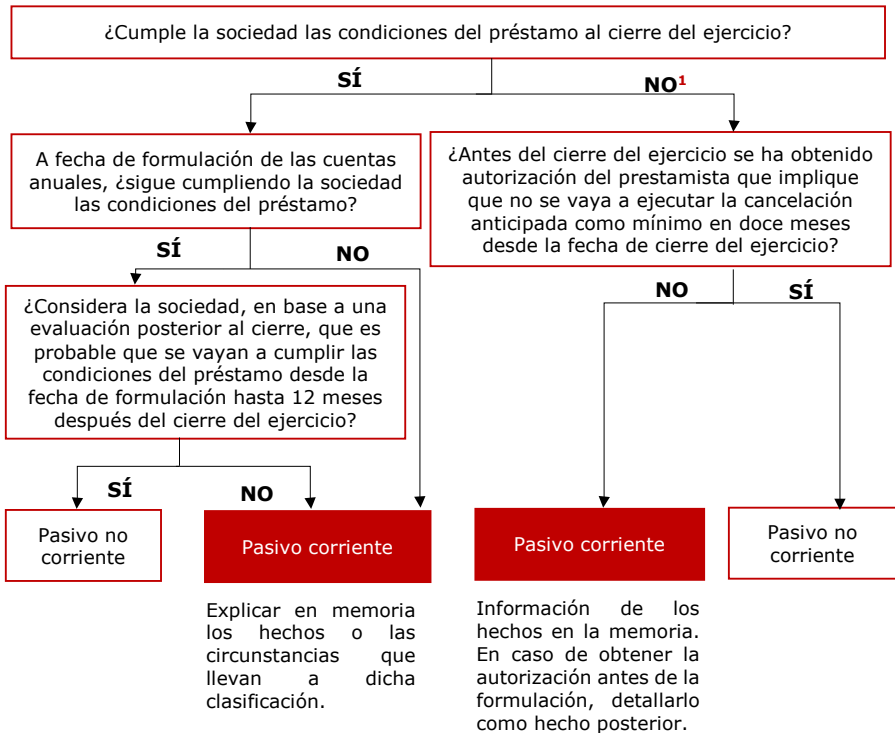 ¿Cumple la sociedad las condiciones del préstamo al cierre del ejercicio?
SÍ
NO¹
A fecha de formulación de las cuentas
anuales, ¿sigue cumpliendo la sociedad
las condiciones del préstamo?
¿Antes del cierre del ejercicio se ha obtenido
autorización del prestamista que implique
que no se vaya a ejecutar la cancelación
anticipada como mínimo en doce meses
desde la fecha de cierre del ejercicio?
SÍ
NO
NO
SÍ
¿Considera la sociedad, en base a una
evaluación posterior al cierre, que es
probable que se vayan a cumplir las
condiciones del préstamo desde la
fecha de formulación hasta 12 meses
después del cierre del ejercicio?
SÍ
NO
Pasivo no
corriente
Pasivo corriente
Pasivo corriente
Pasivo no
corriente
Explicar en memoria
los hechos o las
circunstancias que
llevan a dicha
clasificación.
Información de los
hechos en la memoria.
En caso de obtener la
autorización antes de la
formulación, detallarlo
como hecho posterior.